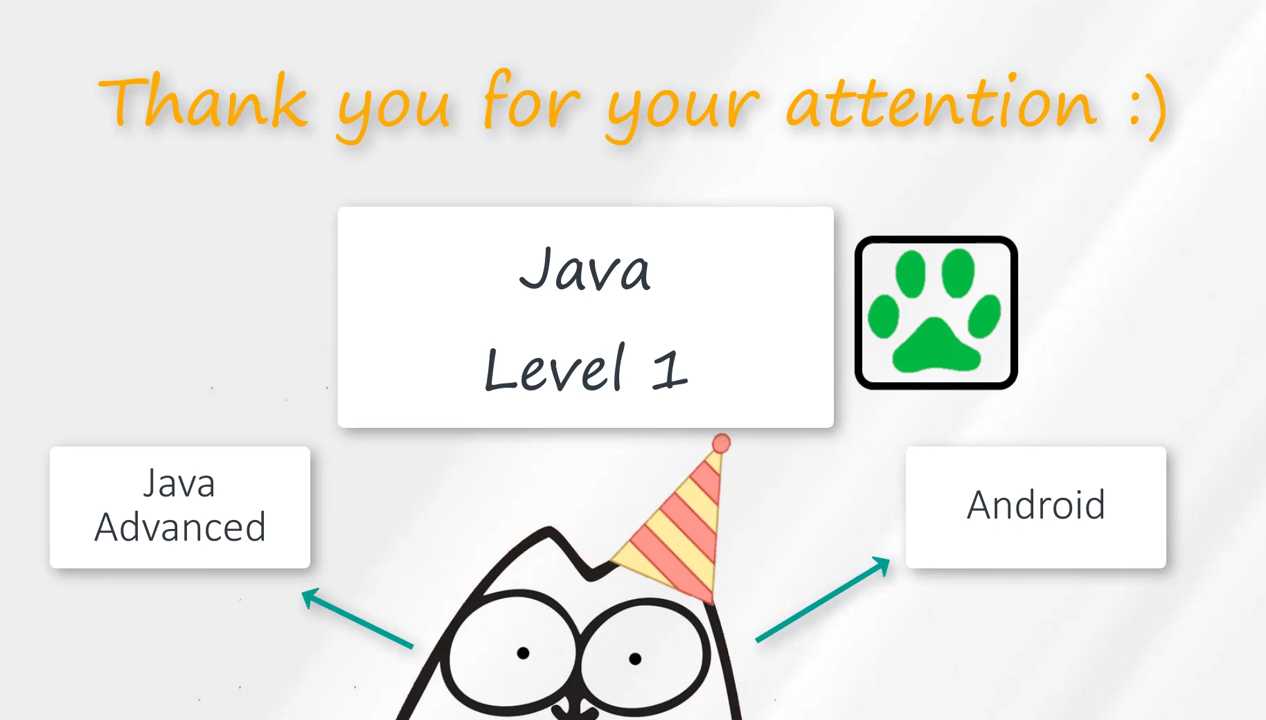 Thank you for your attention :)
Java
Level 1
Java
Advanced
Android